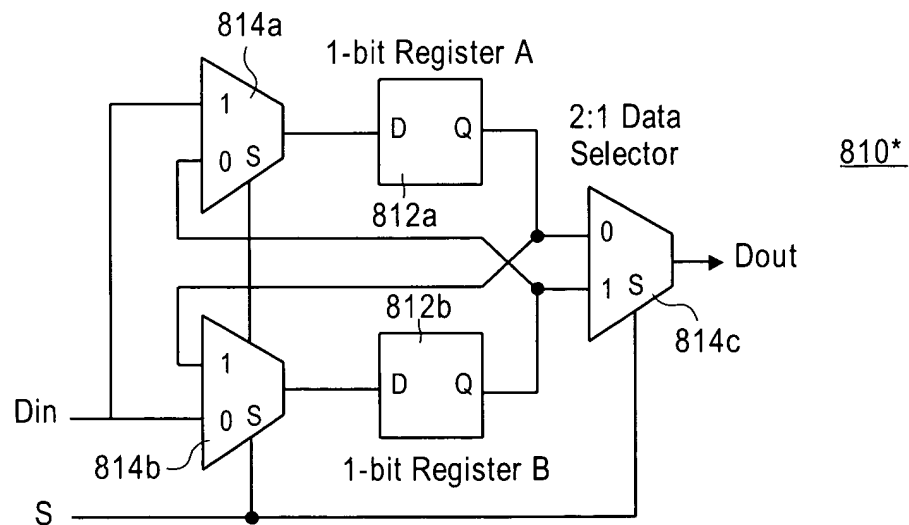 814a
1-bit Register A
1
D Q
2:1 Data
Selector
810*
0 S
812a
0
Dout
812b
1 S
1
D Q
814c
Din
0 S
814b
1-bit Register B
S